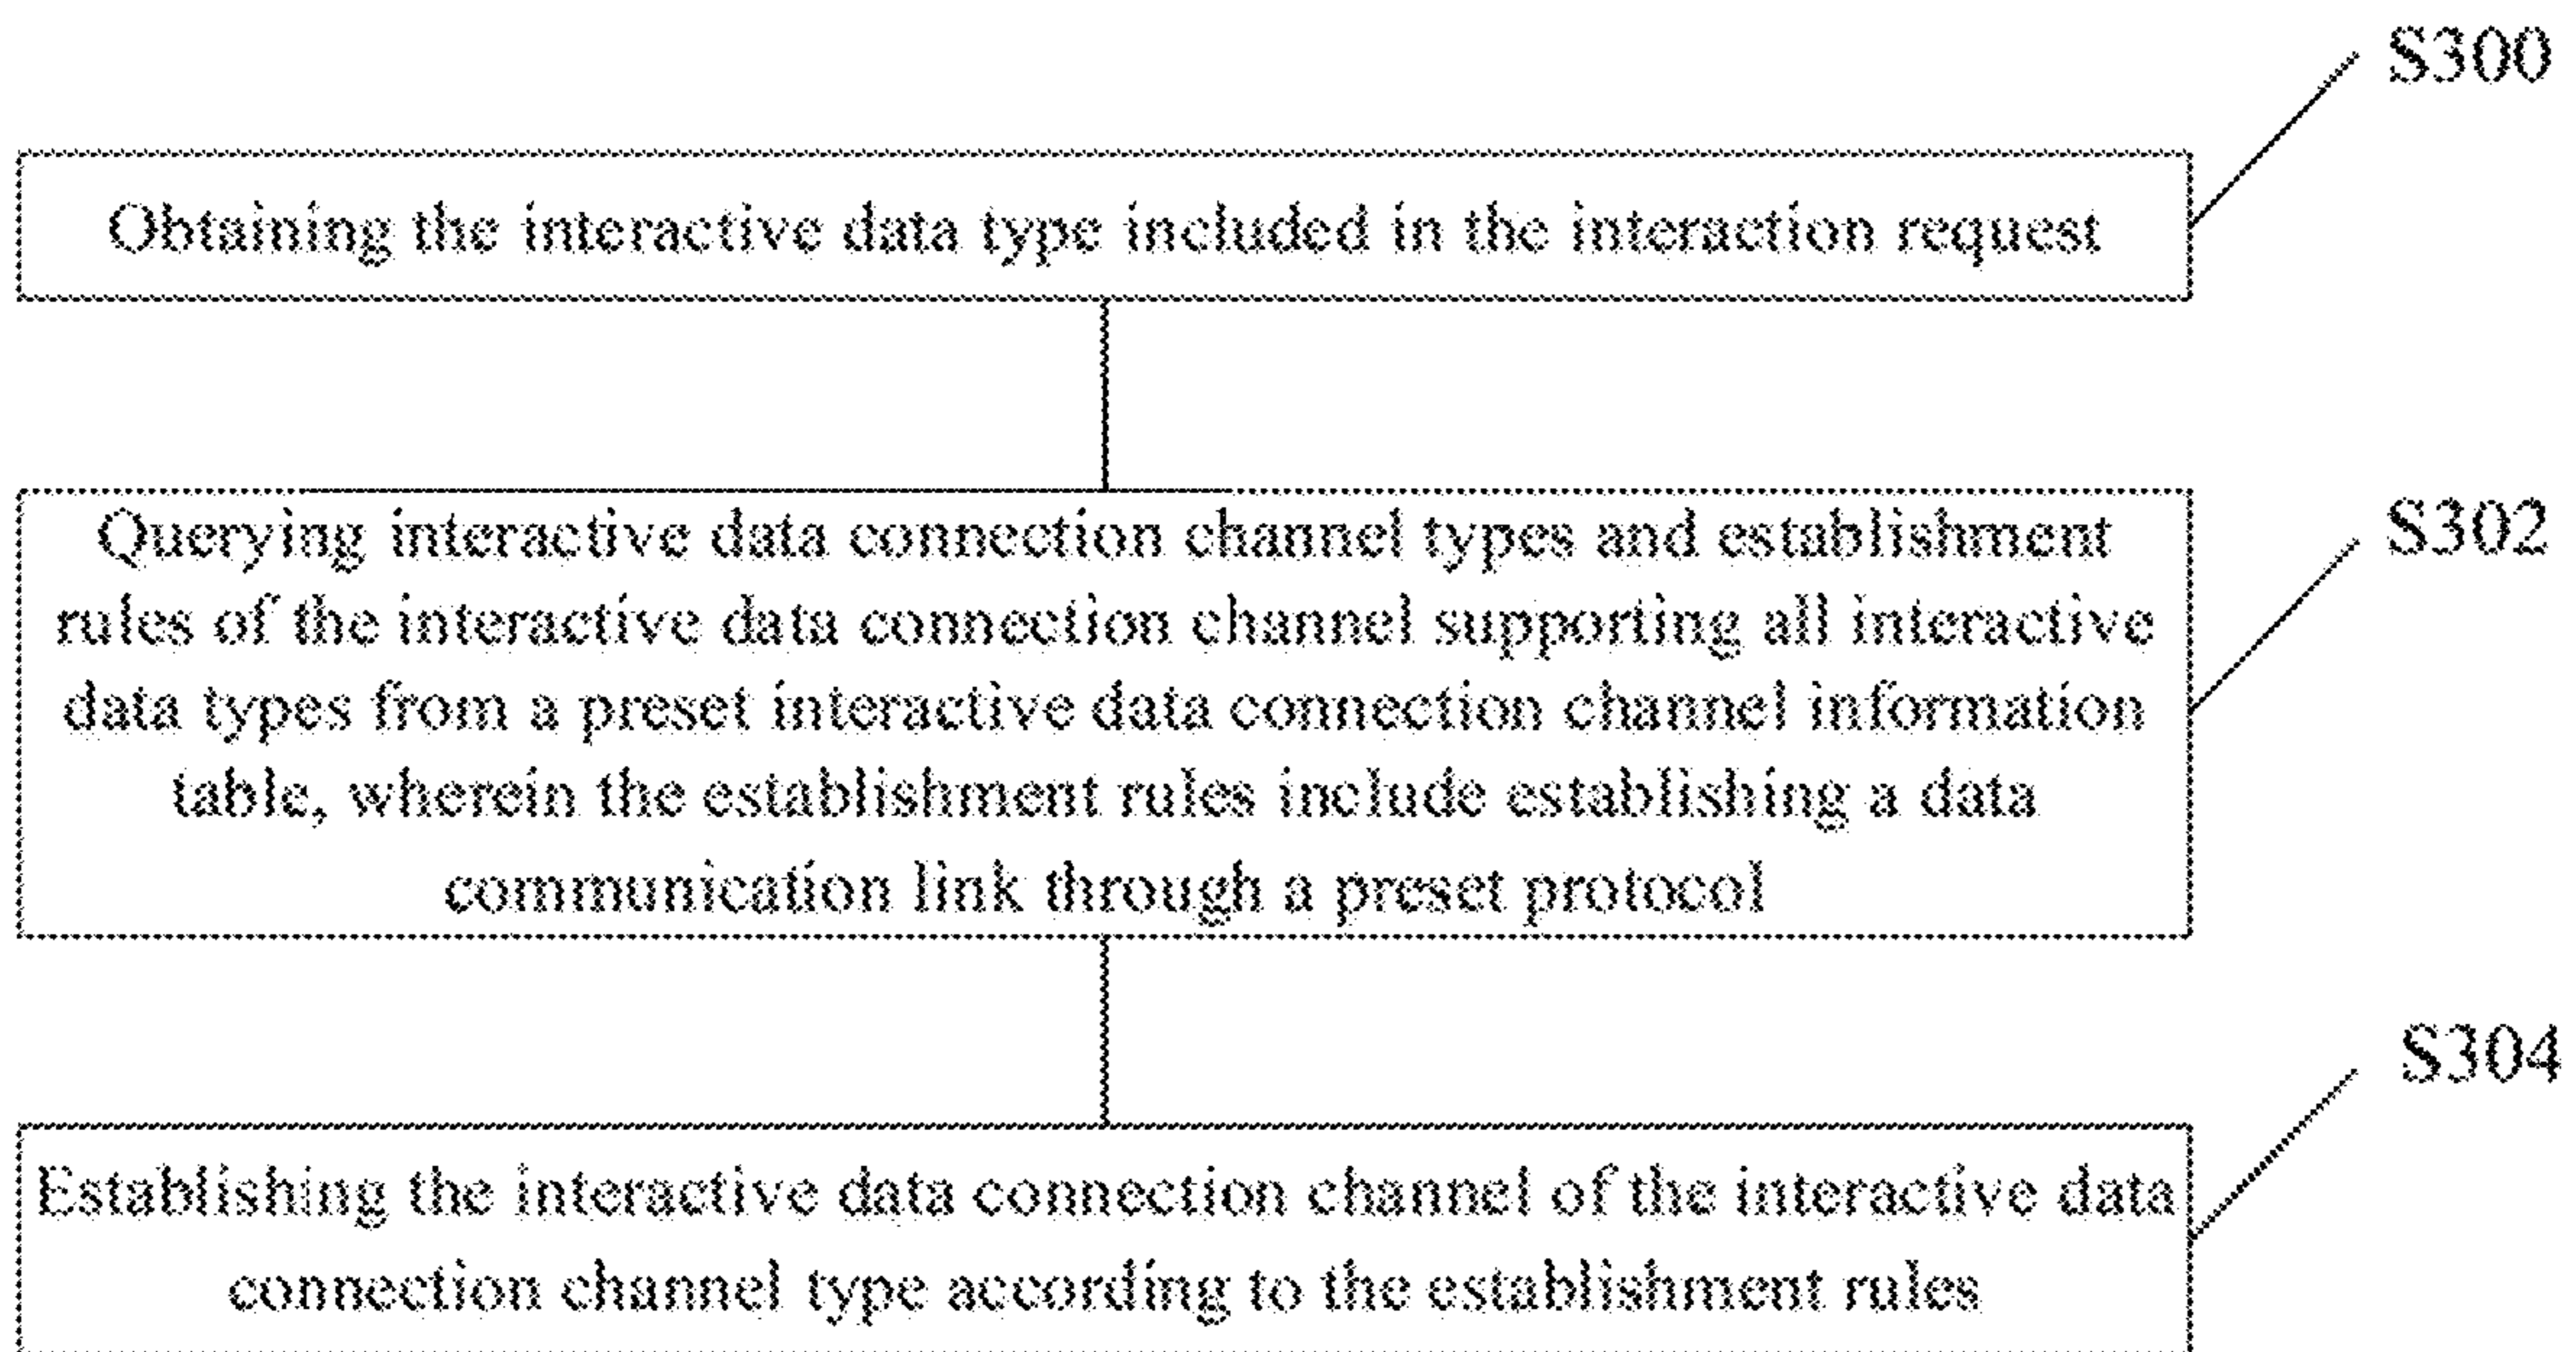 S300
Obtaining the interactive data type included in the interaction request
S302
Querying interactive data connection channel types and establishment
rules of the interactive data connection channel supporting all interactive
data types from a preset interactive data connection channel information
table, wherein the establishment rules include establishing a data
communication link through a preset protocol
S304
Establishing the interactive data connection channel of the interactive data
connection channel type according to the establishment rules